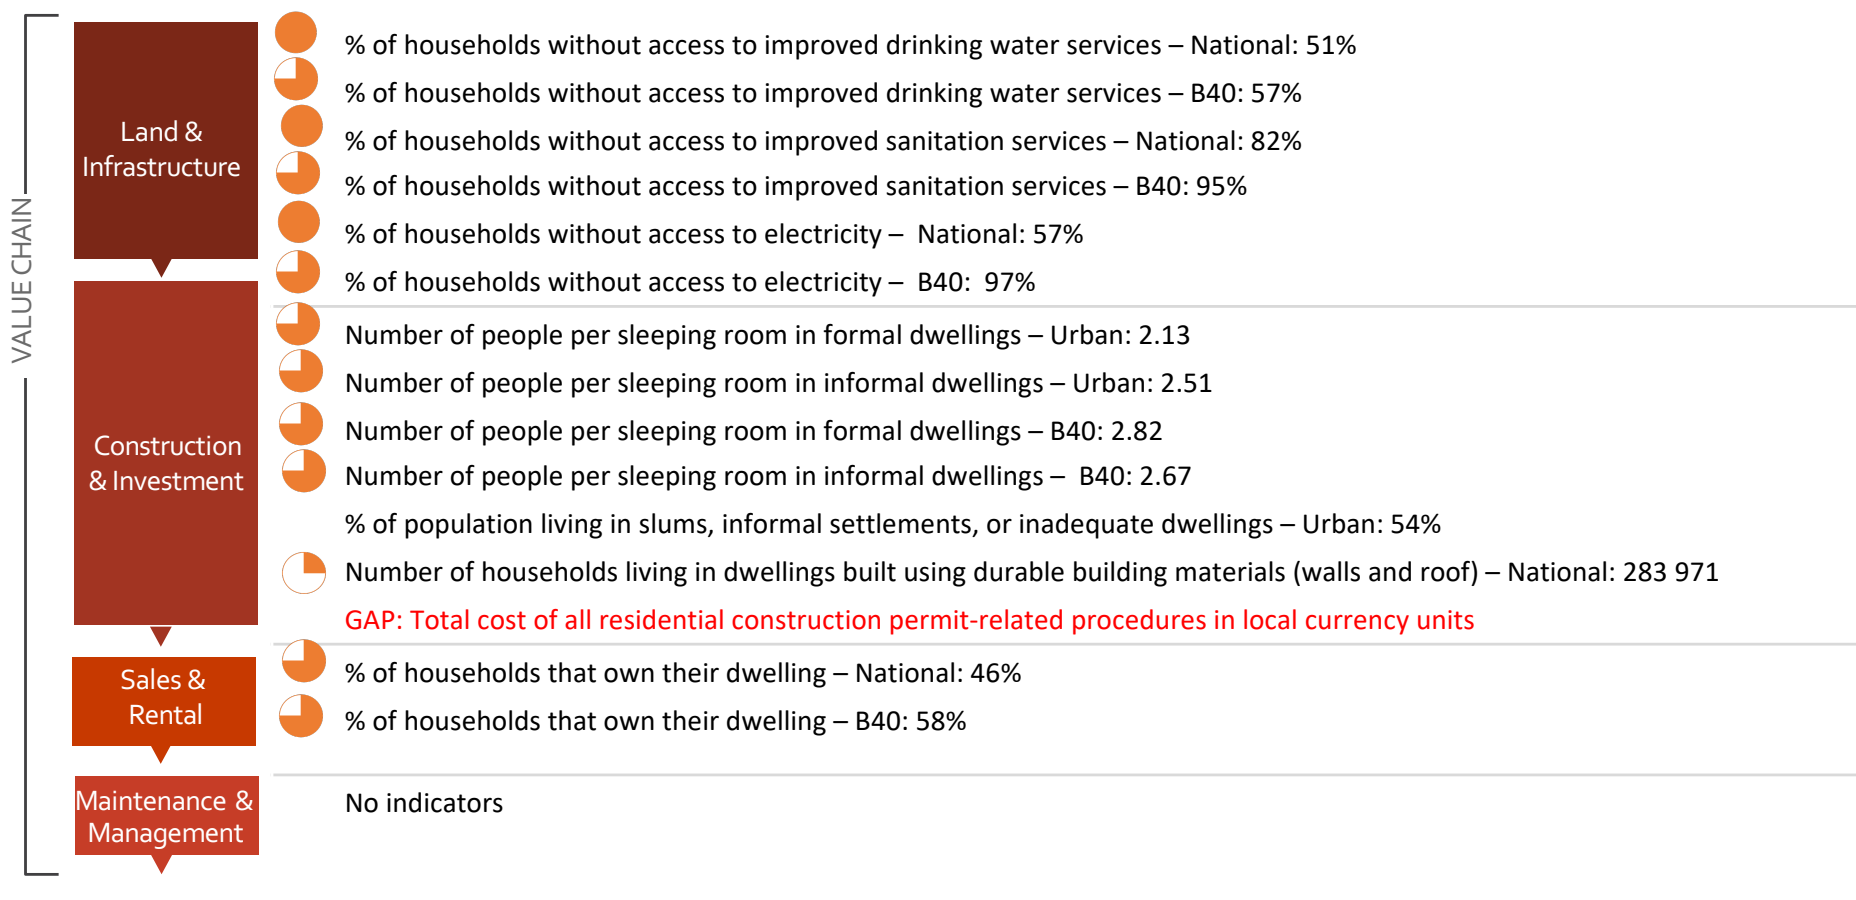 VALUE CHAIN
Land &
Infrastructure
% of households without access to improved drinking water services – National: 51%
% of households without access to improved drinking water services – B40: 57%
% of households without access to improved sanitation services – National: 82%
% of households without access to improved sanitation services – B40: 95%
% of households without access to electricity – National: 57%
% of households without access to electricity – B40: 97%
Construction
& Investment
Number of people per sleeping room in formal dwellings – Urban: 2.13
Number of people per sleeping room in informal dwellings – Urban: 2.51
Number of people per sleeping room in formal dwellings – B40: 2.82
Number of people per sleeping room in informal dwellings – B40: 2.67
% of population living in slums, informal settlements, or inadequate dwellings – Urban: 54%
Number of households living in dwellings built using durable building materials (walls and roof) – National: 283 971
GAP: Total cost of all residential construction permit-related procedures in local currency units
Sales &
Rental
% of households that own their dwelling – National: 46%
% of households that own their dwelling – B40: 58%
Maintenance &
Management
No indicators